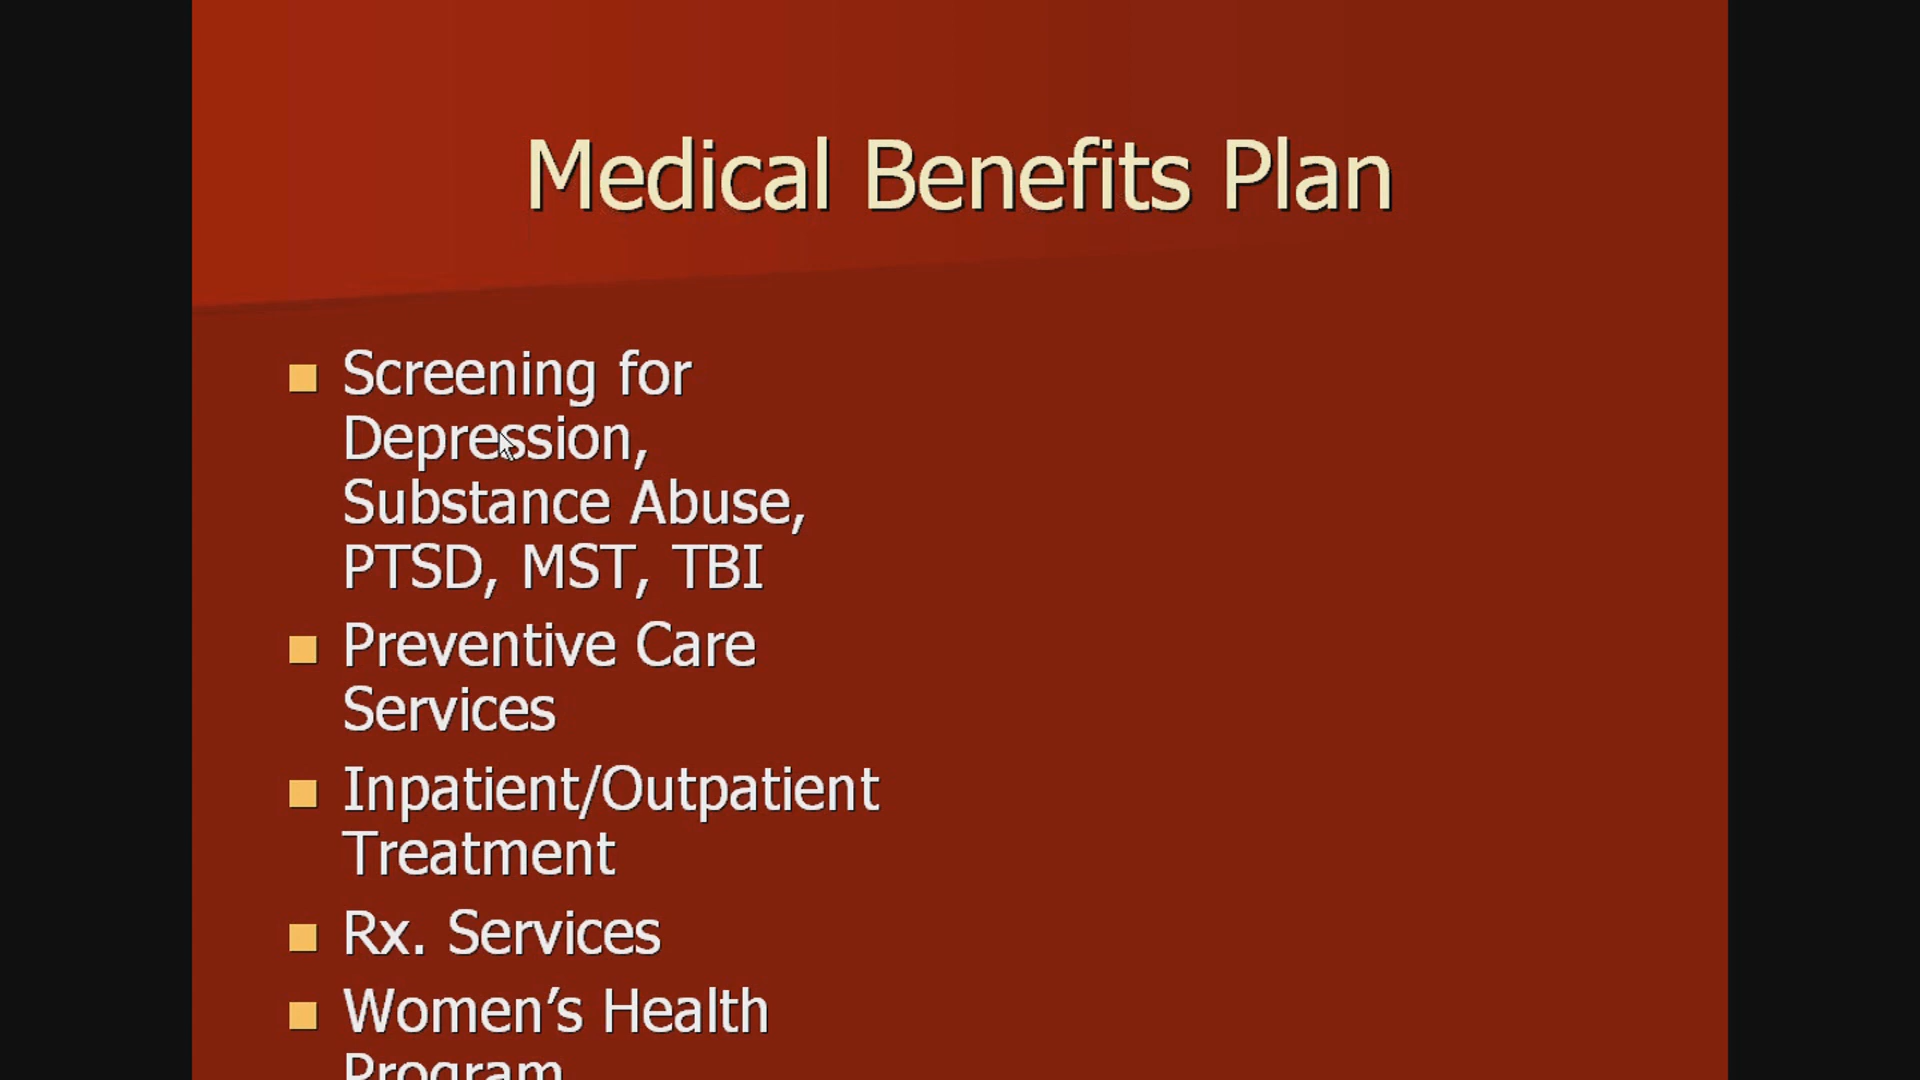 Medical Benefits Plan
Screening for
Depression,
Substance Abuse,
PTSD, MST, TBI
Preventive Care
Services
Inpatient/Outpatient
Treatment
Rx. Services
Women’s Health
Program